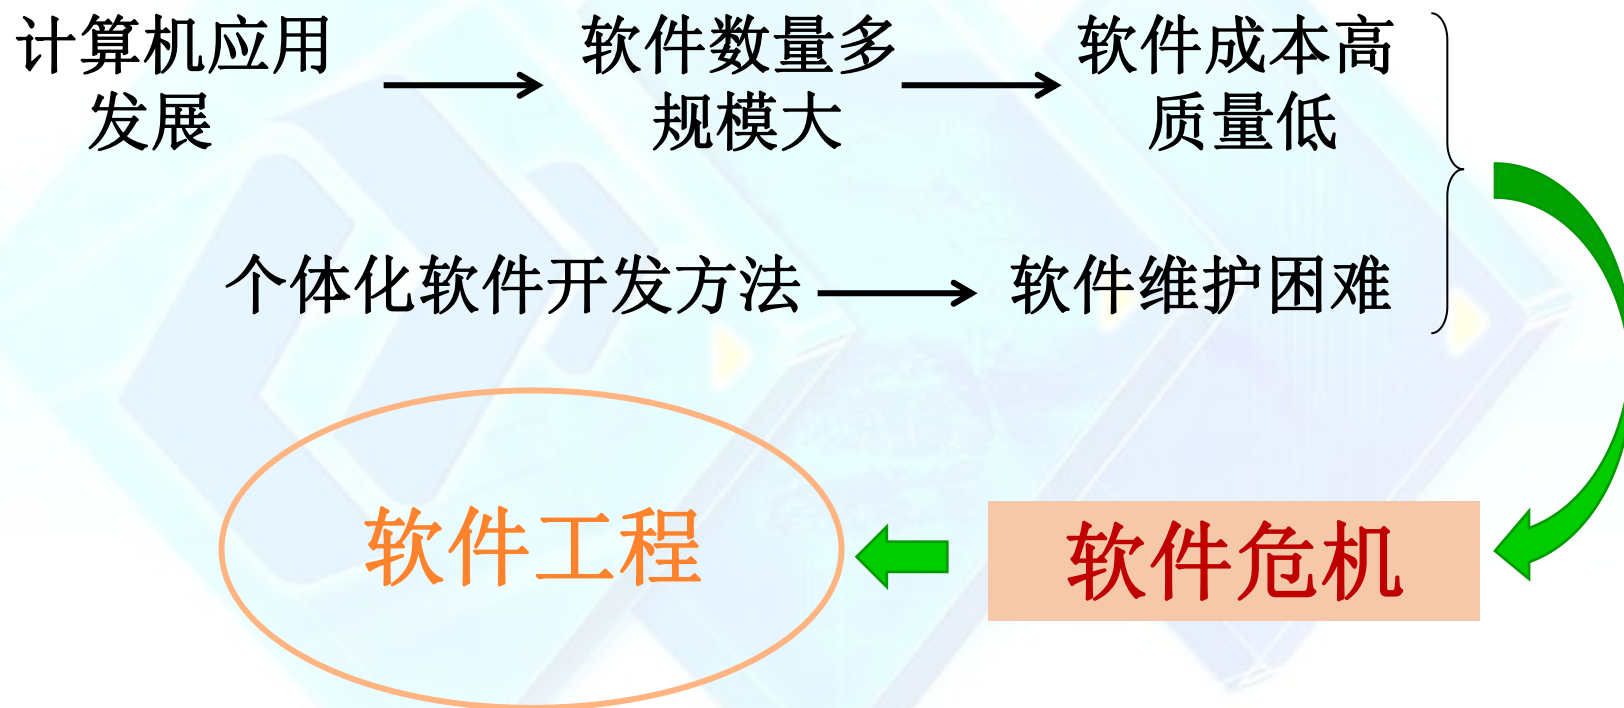 计算机应用
发展
软件数量多
规模大
软件成本高
质量低
个体化软件开发方法
软件维护困难
软件危机
软件工程